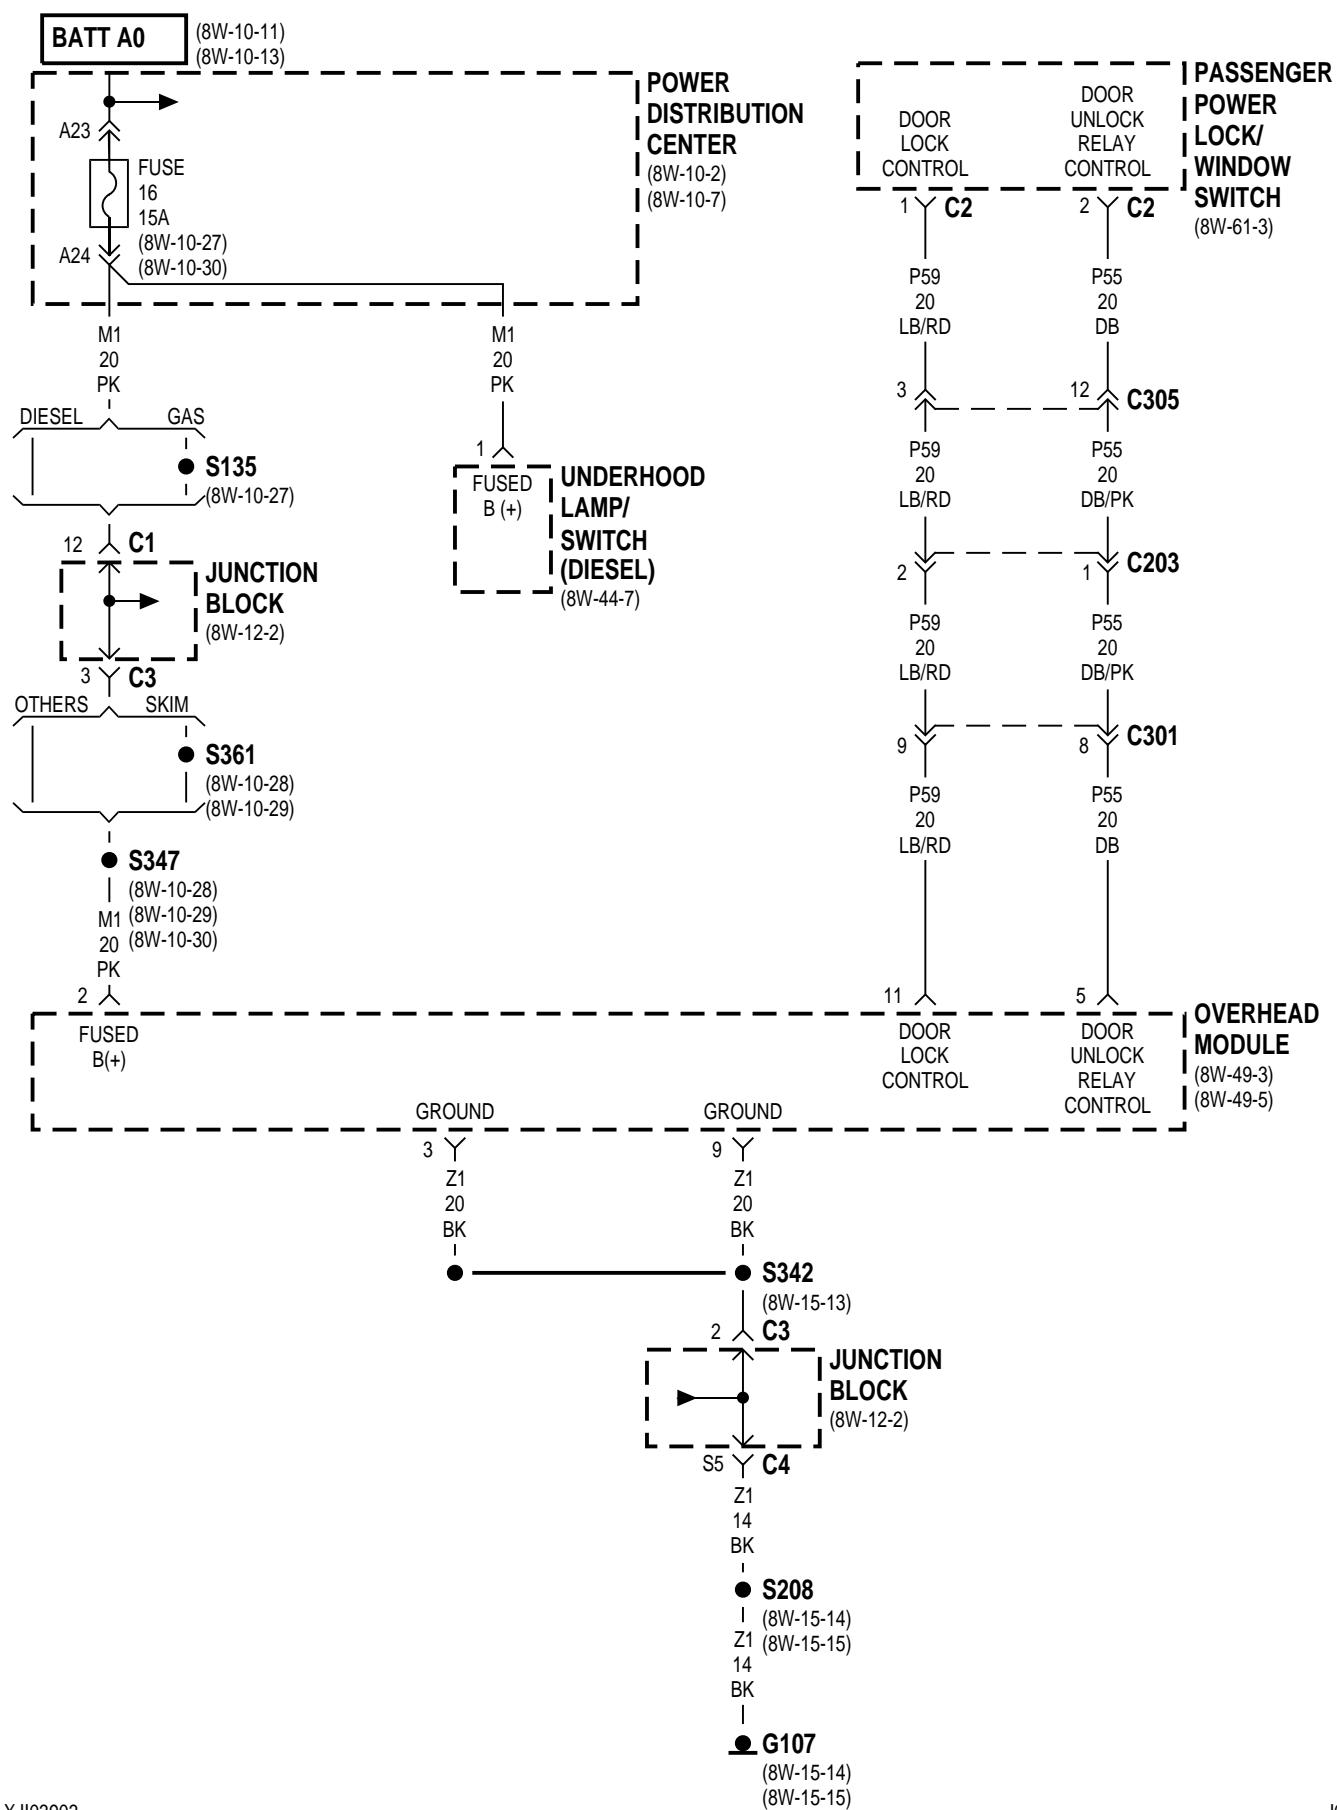 BATT A0
(8W-10-11)
(8W-10-13)
POWER
DISTRIBUTION
CENTER
(8W-10-2)
(8W-10-7)
A23
FUSE
16
15A
(8W-10-27)
(8W-10-30)
A24
PASSENGER
POWER
LOCK/
WINDOW
SWITCH
(8W-61-3)
DOOR
LOCK
CONTROL
DOOR
UNLOCK
RELAY
CONTROL
1 C2
2 C2
P59
20
LB/RD
P55
20
DB
3
12 C305
P59
20
LB/RD
P55
20
DB/PK
2
1 C203
P59
20
LB/RD
P55
20
DB/PK
9
8 C301
P59
20
LB/RD
P55
20
DB
11
5
M1
20
PK
M1
20
PK
DIESEL GAS
S135
(8W-10-27)
1
FUSED
B (+)
UNDERHOOD
LAMP/
SWITCH
(DIESEL)
(8W-44-7)
12 C1
JUNCTION
BLOCK
(8W-12-2)
3 C3
OTHERS SKIM
S361
(8W-10-28)
(8W-10-29)
S347
(8W-10-28)
(8W-10-29)
(8W-10-30)
M1
20
PK
2
FUSED
B(+)
DOOR
LOCK
CONTROL
DOOR
UNLOCK
RELAY
CONTROL
OVERHEAD
MODULE
(8W-49-3)
(8W-49-5)
GROUND
GROUND
3
9
Z1
20
BK
Z1
20
BK
S342
(8W-15-13)
2 C3
JUNCTION
BLOCK
(8W-12-2)
S5 C4
Z1
14
BK
S208
(8W-15-14)
(8W-15-15)
Z1
14
BK
G107
(8W-15-14)
(8W-15-15)